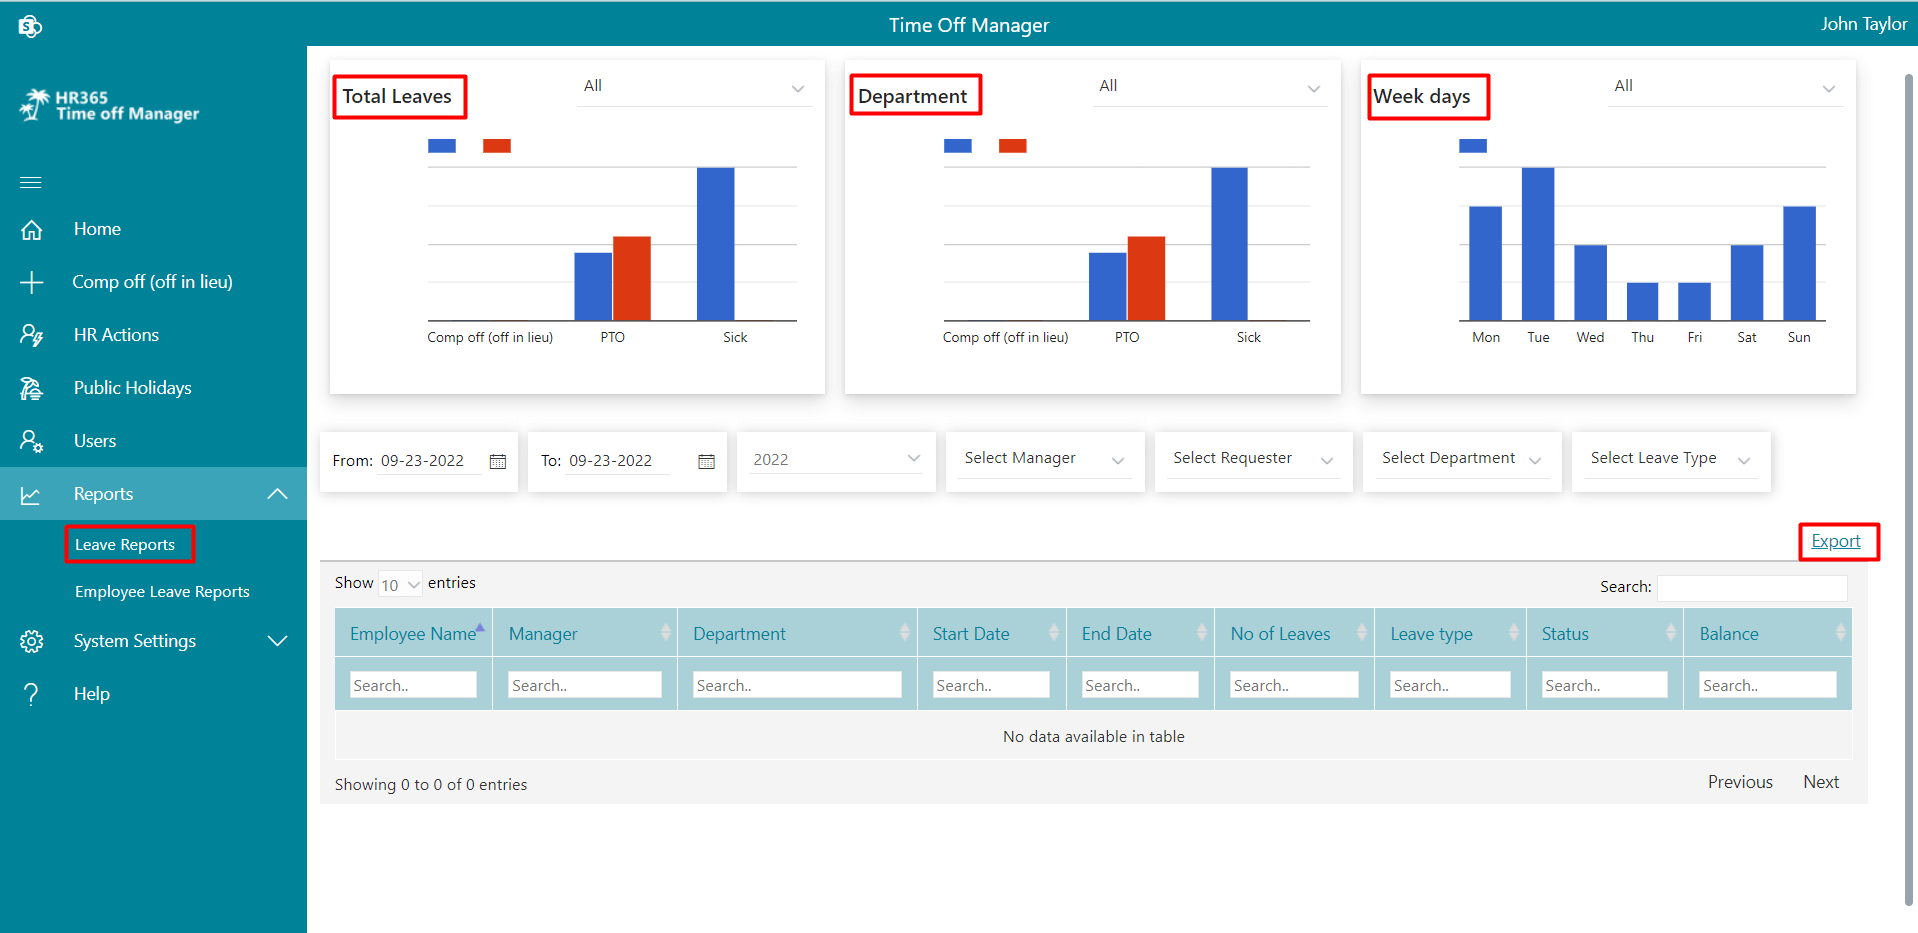 Time Off Manager
John Taylor
HR365
Time off Manager
Home
Comp off (off in lieu)
HR Actions
Public Holidays
Users
Reports
Leave Reports
Employee Leave Reports
System Settings
Help
Total Leaves
All
Comp off (off in lieu) PTO Sick
Department
All
Comp off (off in lieu) PTO Sick
Week days
All
Mon Tue Wed Thu Fri Sat Sun
From: 09-23-2022
To: 09-23-2022
2022
Select Manager
Select Requester
Select Department
Select Leave Type
Export
Show 10 entries
Search:
Employee Name Manager Department Start Date End Date No of Leaves Leave type Status Balance
Search.. Search.. Search.. Search.. Search.. Search.. Search.. Search.. Search..
No data available in table
Showing 0 to 0 of 0 entries
Previous Next